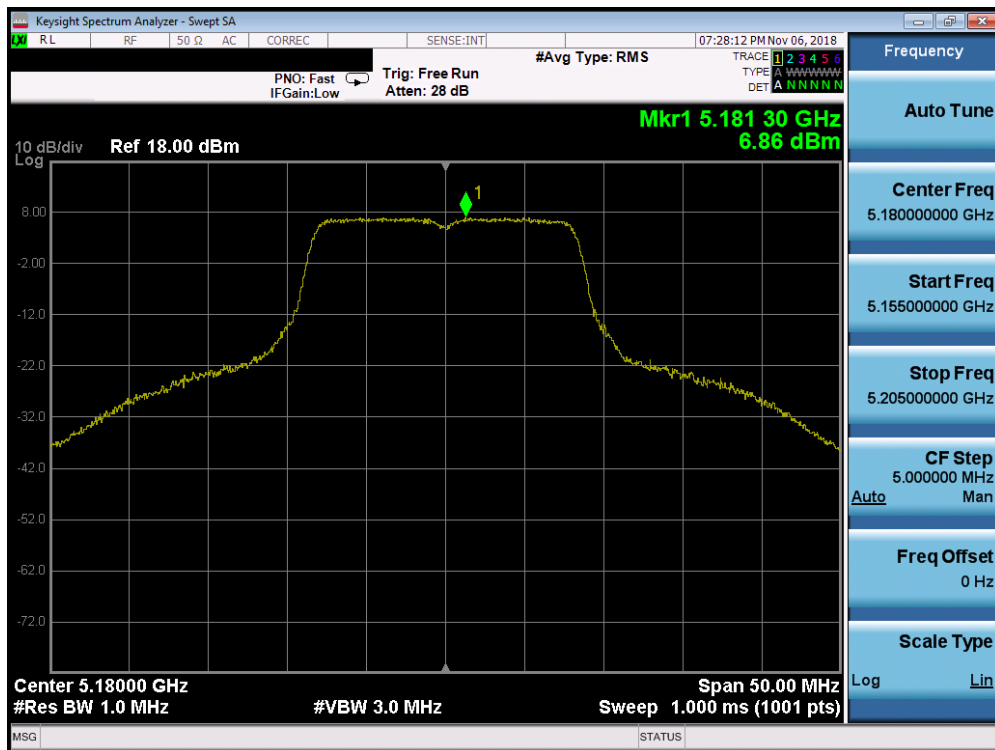 Keysight Spectrum Analyzer - Swept SA
LXI RL RF 50 Ω AC CORREC SENSE:INT 07:28:12 PM Nov 06, 2018
#Avg Type: RMS
TRACE 1 2 3 4 5 6
TYPE A WWWWW
DET A N N N N N
PNO: Fast
IFGain:Low
Trig: Free Run
Atten: 28 dB
Mkr1 5.181 30 GHz
6.86 dBm
10 dB/div Ref 18.00 dBm
Log
1
8.00
-2.00
-12.0
-22.0
-32.0
-42.0
-52.0
-62.0
-72.0
Center 5.18000 GHz Span 50.00 MHz
#Res BW 1.0 MHz #VBW 3.0 MHz Sweep 1.000 ms (1001 pts)
MSG STATUS
Frequency
Auto Tune
Center Freq
5.180000000 GHz
Start Freq
5.155000000 GHz
Stop Freq
5.205000000 GHz
CF Step
5.000000 MHz
Auto Man
Freq Offset
0 Hz
Scale Type
Log Lin